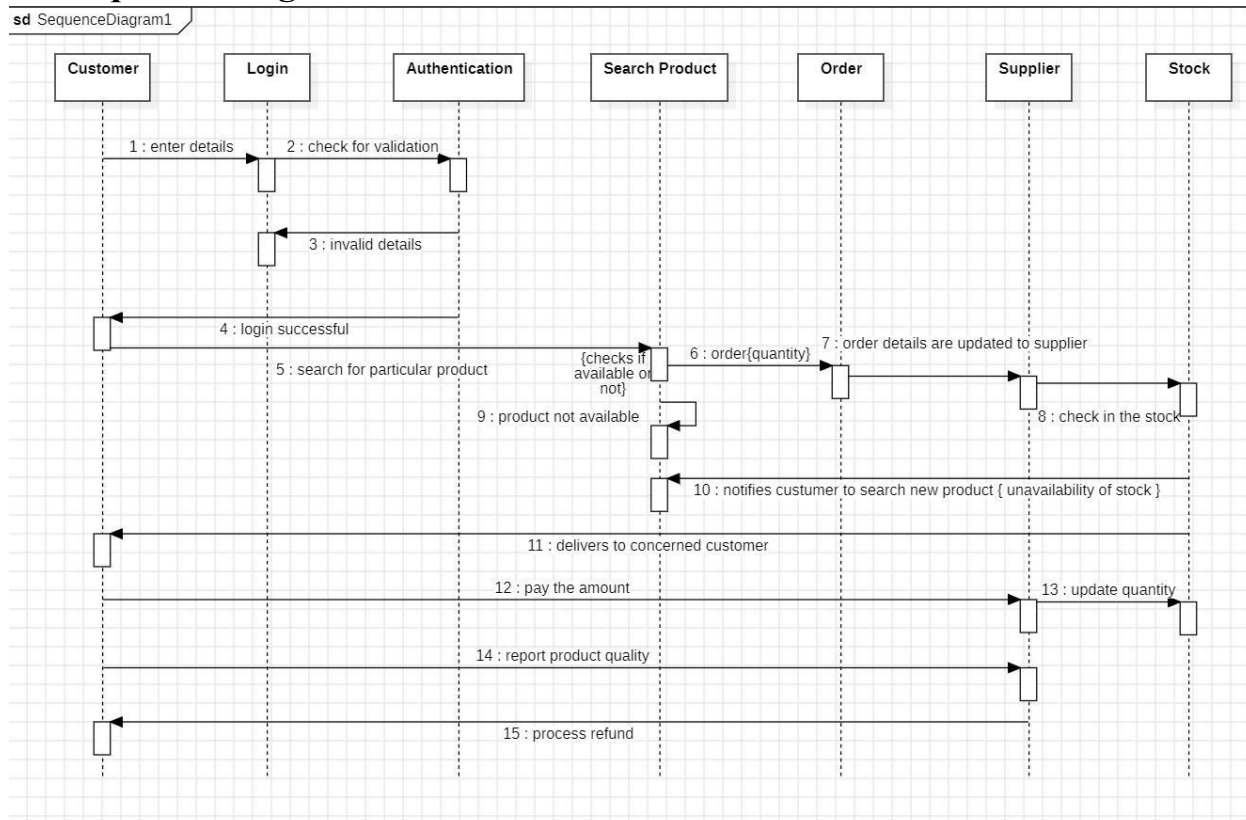 sd SequenceDiagram1
Customer
Login
Authentication
Search Product
Order
Supplier
Stock
1 : enter details
2 : check for validation
3 : invalid details
4 : login successful
5 : search for particular product
{checks if
available or
not}
6 : order{quantity}
7 : order details are updated to supplier
8 : check in the stock
9 : product not available
10 : notifies custumer to search new product { unavailability of stock }
11 : delivers to concerned customer
12 : pay the amount
13 : update quantity
14 : report product quality
15 : process refund